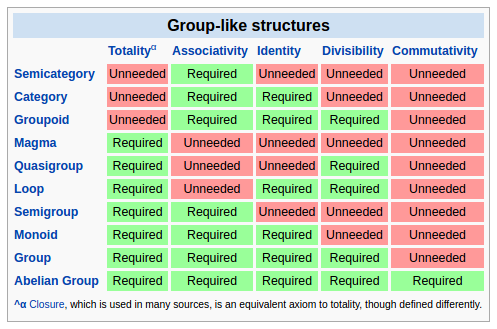 Group-like structures
Totalityα Associativity Identity Divisibility Commutativity
Semicategory Unneeded Required Unneeded Unneeded Unneeded
Category Unneeded Required Required Unneeded Unneeded
Groupoid Unneeded Required Required Required Unneeded
Magma Required Unneeded Unneeded Unneeded Unneeded
Quasigroup Required Unneeded Unneeded Required Unneeded
Loop Required Unneeded Required Required Unneeded
Semigroup Required Required Unneeded Unneeded Unneeded
Monoid Required Required Required Unneeded Unneeded
Group Required Required Required Required Unneeded
Abelian Group Required Required Required Required Required
^α Closure, which is used in many sources, is an equivalent axiom to totality, though defined differently.